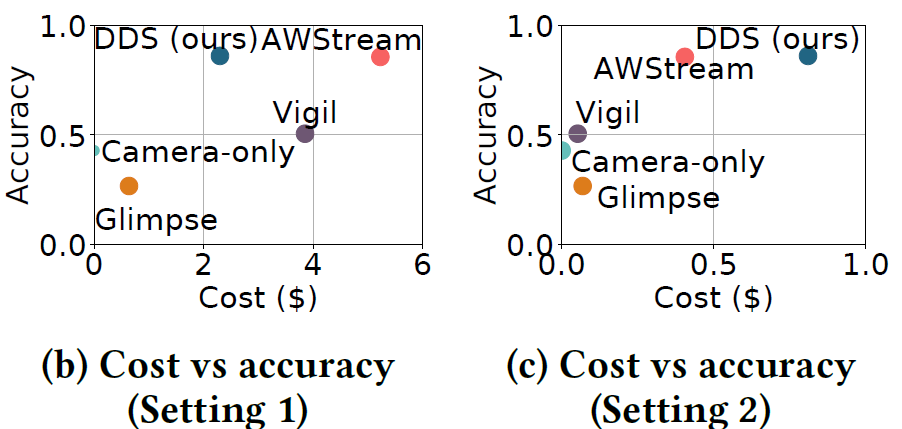 1.0
DDS (ours)
AWStream
Vigil
0.5
Camera-only
Glimpse
0.0
0
2
4
6
Accuracy
Cost ($)
(b) Cost vs accuracy
(Setting 1)
1.0
DDS (ours)
AWStream
Vigil
0.5
Camera-only
Glimpse
0.0
0.0
0.5
1.0
Accuracy
Cost ($)
(c) Cost vs accuracy
(Setting 2)